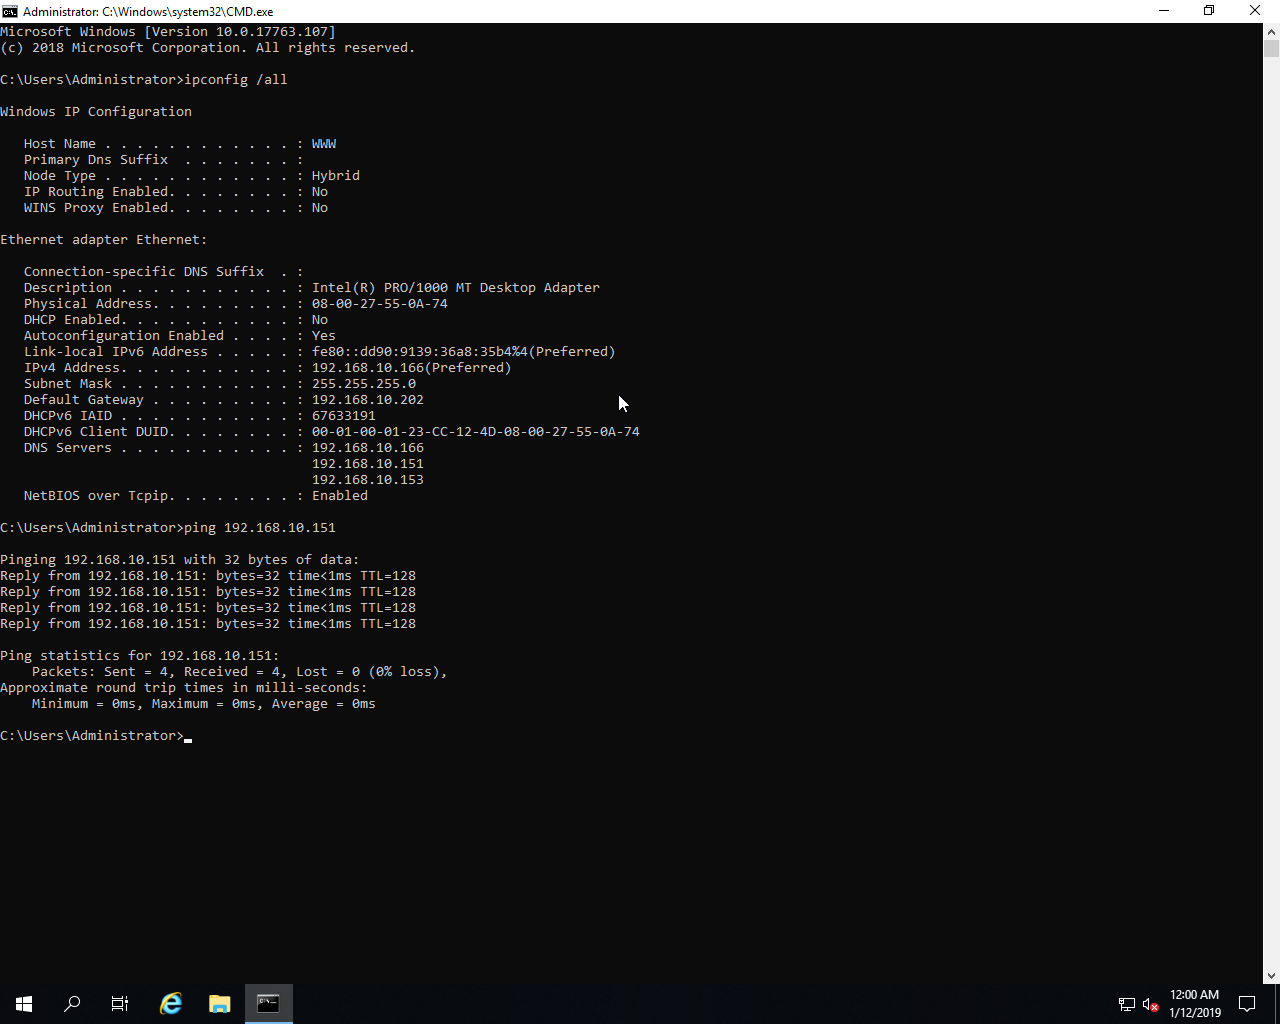 Administrator: C:\Windows\system32\CMD.exe
Microsoft Windows [Version 10.0.17763.107]
(c) 2018 Microsoft Corporation. All rights reserved.
C:\Users\Administrator>ipconfig /all
Windows IP Configuration
Host Name . . . . . . . . . . . . : WWW
Primary Dns Suffix  . . . . . . . :
Node Type . . . . . . . . . . . . : Hybrid
IP Routing Enabled. . . . . . . . : No
WINS Proxy Enabled. . . . . . . . : No
Ethernet adapter Ethernet:
Connection-specific DNS Suffix  . :
Description . . . . . . . . . . . : Intel(R) PRO/1000 MT Desktop Adapter
Physical Address. . . . . . . . . : 08-00-27-55-0A-74
DHCP Enabled. . . . . . . . . . . : No
Autoconfiguration Enabled . . . . : Yes
Link-local IPv6 Address . . . . . : fe80::dd90:9139:36a8:35b4%4(Preferred)
IPv4 Address. . . . . . . . . . . : 192.168.10.166(Preferred)
Subnet Mask . . . . . . . . . . . : 255.255.255.0
Default Gateway . . . . . . . . . : 192.168.10.202
DHCPv6 IAID . . . . . . . . . . . : 67633191
DHCPv6 Client DUID. . . . . . . . : 00-01-00-01-23-CC-12-4D-08-00-27-55-0A-74
DNS Servers . . . . . . . . . . . : 192.168.10.166
192.168.10.151
192.168.10.153
NetBIOS over Tcpip. . . . . . . . : Enabled
C:\Users\Administrator>ping 192.168.10.151
Pinging 192.168.10.151 with 32 bytes of data:
Reply from 192.168.10.151: bytes=32 time<1ms TTL=128
Reply from 192.168.10.151: bytes=32 time<1ms TTL=128
Reply from 192.168.10.151: bytes=32 time<1ms TTL=128
Reply from 192.168.10.151: bytes=32 time<1ms TTL=128
Ping statistics for 192.168.10.151:
Packets: Sent = 4, Received = 4, Lost = 0 (0% loss),
Approximate round trip times in milli-seconds:
Minimum = 0ms, Maximum = 0ms, Average = 0ms
C:\Users\Administrator>
12:00 AM
1/12/2019